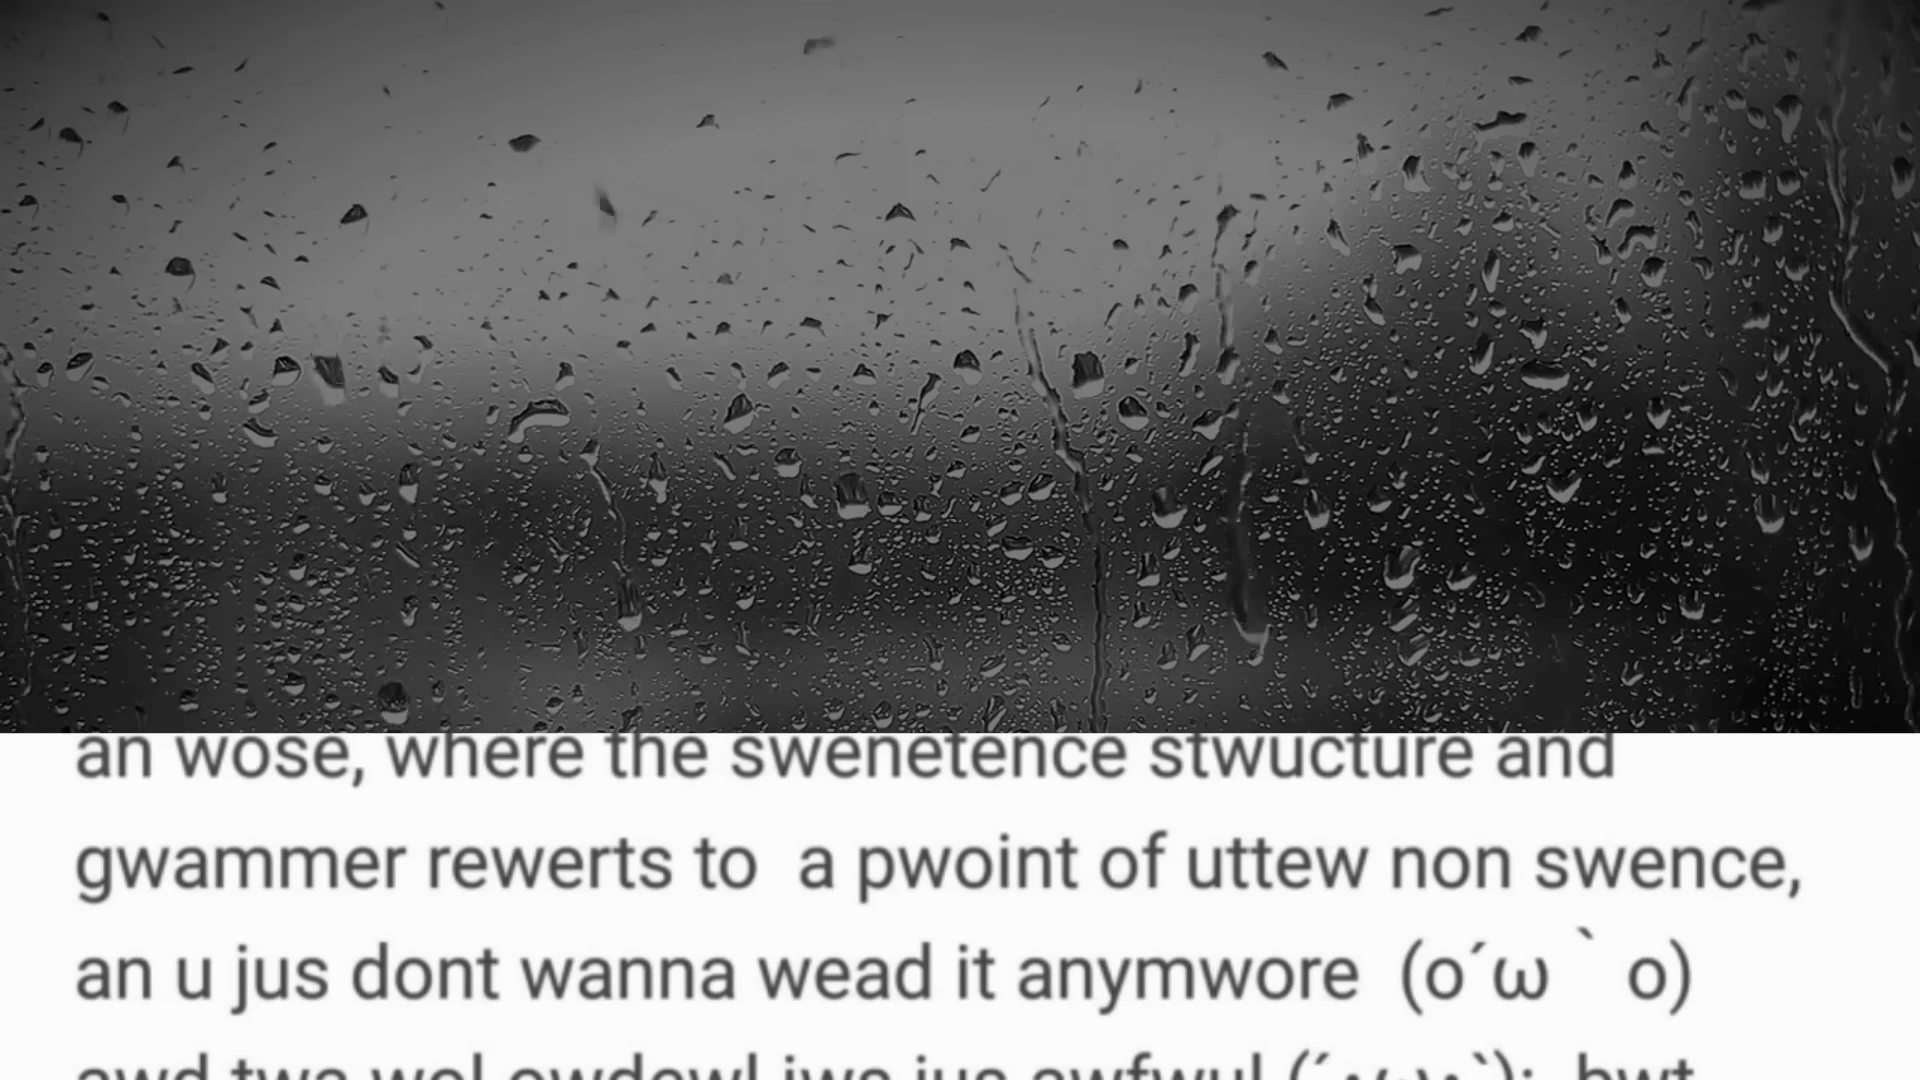 an wose, where the swenetence stwucture and
gwammer rewerts to  a pwoint of uttew non swence,
an u jus dont wanna wead it anymwore  (o´ω｀o)